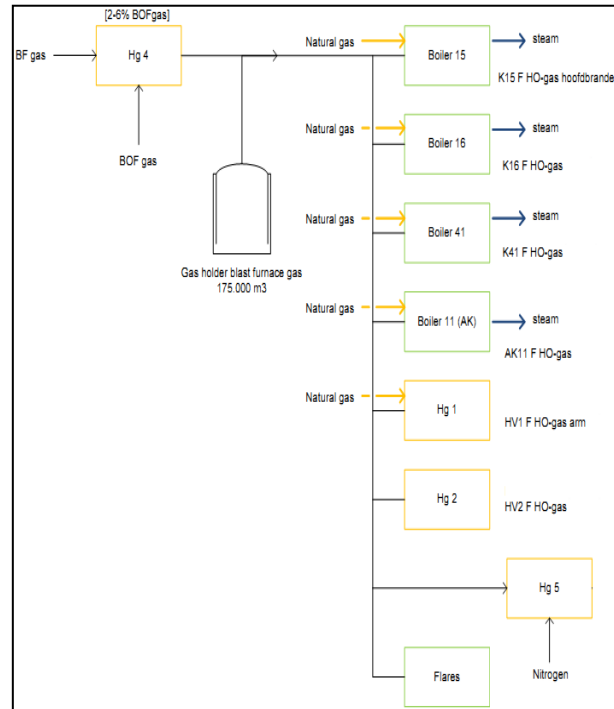 [2-6% BOFgas]
BF gas
Hg 4
BOF gas
Gas holder blast furnace gas
175.000 m3
Natural gas
Boiler 15
steam
K15 F HO-gas hoofdbrande
Natural gas
Boiler 16
steam
K16 F HO-gas
Natural gas
Boiler 41
steam
K41 F HO-gas
Natural gas
Boiler 11 (AK)
steam
AK11 F HO-gas
Natural gas
Hg 1
HV1 F HO-gas arm
Hg 2
HV2 F HO-gas
Hg 5
Nitrogen
Flares